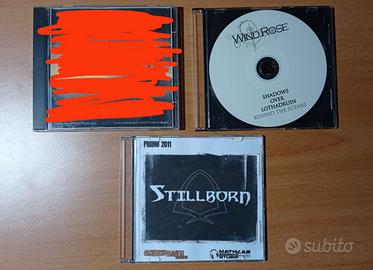 WIND ROSE
SHADOWS
OVER
LOTHADRUIN
BEHIND THE SCENES
PROMO 2011
STILLBORN
subito